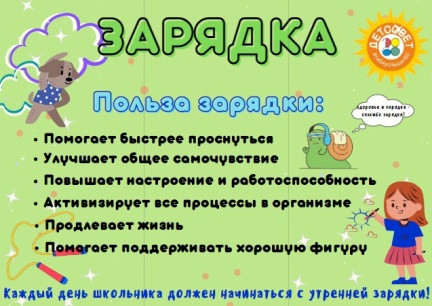 ЗАРЯДКА
ДЕТОСВЕТ
Польза зарядки:
здоровье в порядке -
спасибо зарядке!
• Помогает быстрее проснуться
• Улучшает общее самочувствие
• Повышает настроение и работоспособность
• Активизирует все процессы в организме
• Продлевает жизнь
• Помогает поддерживать хорошую фигуру
Каждый день школьника должен начинаться с утренней зарядки!